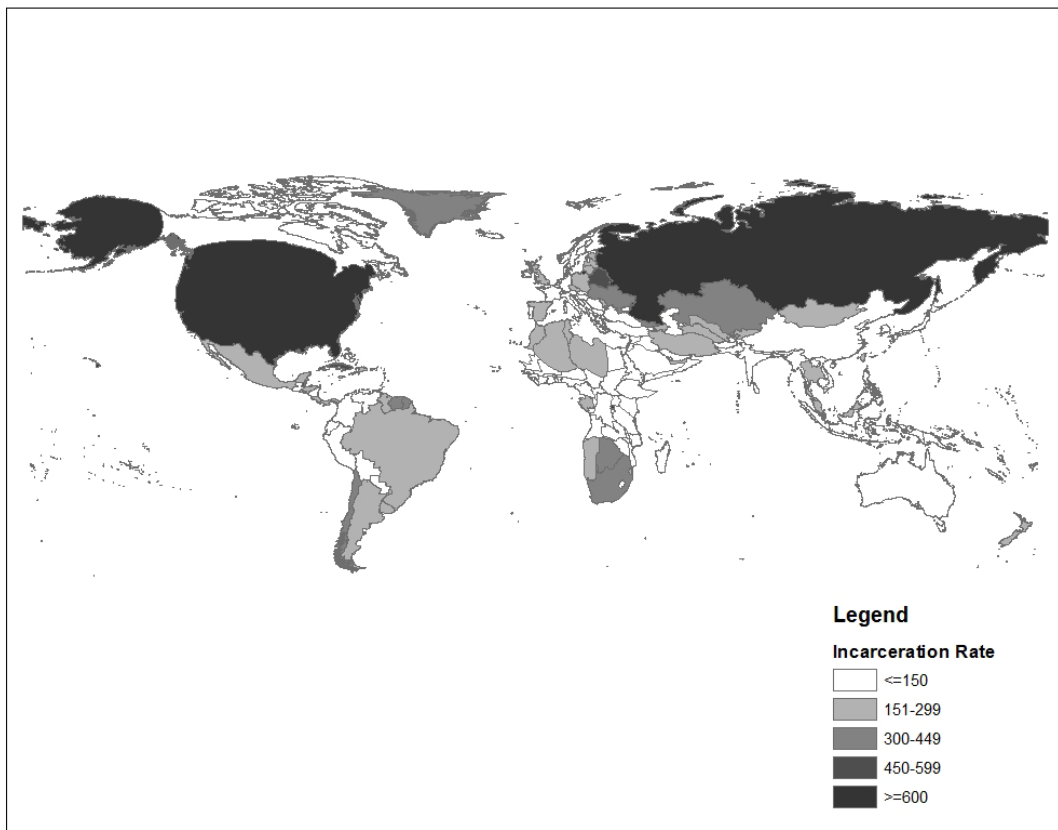 Legend
Incarceration Rate
<=150
151-299
300-449
450-599
>=600